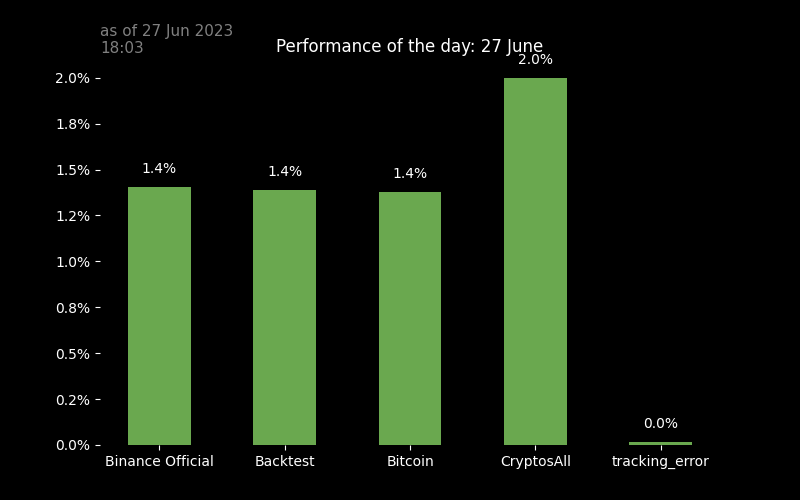 as of 27 Jun 2023
18:03
Performance of the day: 27 June
2.0%
2.0%
1.8%
1.4%
1.4%
1.4%
1.5%
1.2%
1.0%
0.8%
0.5%
0.2%
0.0%
0.0%
Binance Official
Backtest
Bitcoin
CryptosAll
tracking_error